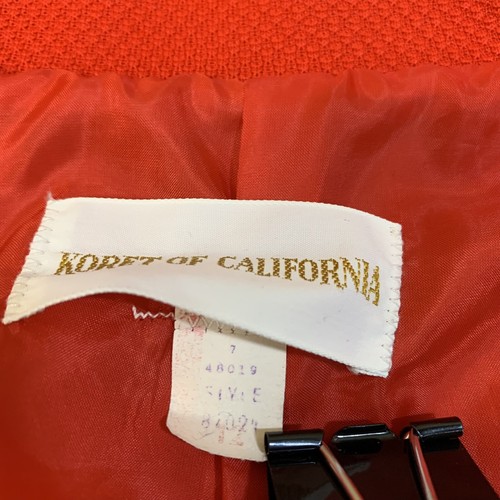 KORET OF CALIFORNIA
7
48019
STYLE